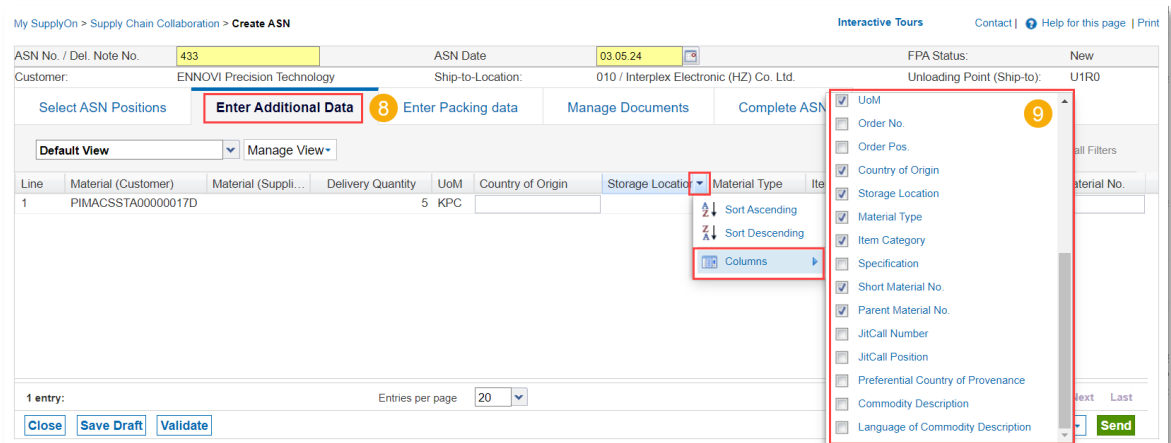 My SupplyOn > Supply Chain Collaboration > Create ASN
Interactive Tours
Contact | Help for this page | Print
ASN No. / Del. Note No. 433 ASN Date 03.05.24 FPA Status: New
Customer: ENNOVI Precision Technology Ship-to-Location: 010 / Interplex Electronic (HZ) Co. Ltd. Unloading Point (Ship-to): U1R0
Select ASN Positions Enter Additional Data 8 Enter Packing data Manage Documents Complete ASN
Default View Manage View all Filters
Line Material (Customer) Material (Suppli... Delivery Quantity UoM Country of Origin Storage Location Material Type Ite aterial No.
1 PIMACSSTA00000017D 5 KPC
Sort Ascending
Sort Descending
Columns
9
UoM
Order No.
Order Pos.
Country of Origin
Storage Location
Material Type
Item Category
Specification
Short Material No.
Parent Material No.
JitCall Number
JitCall Position
Preferential Country of Provenance
Commodity Description
Language of Commodity Description
1 entry: Entries per page 20 Next Last
Close Save Draft Validate Send